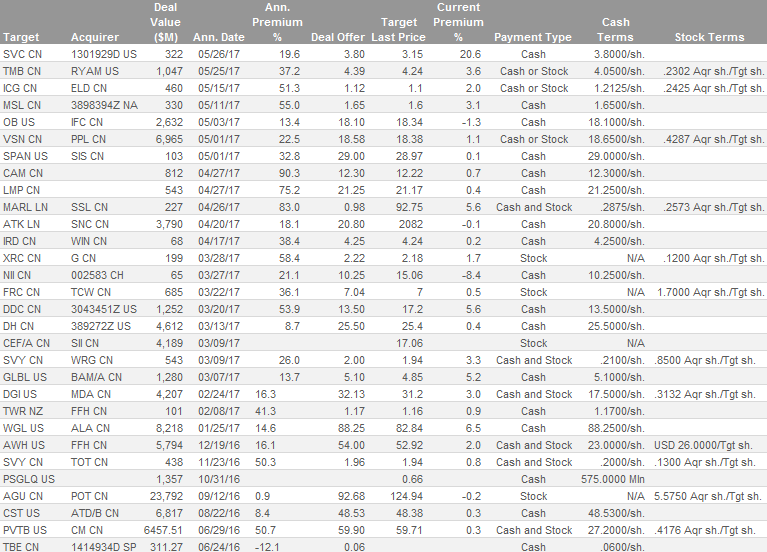 Deal Ann. Target Current
Value Premium Premium Cash
Target Acquirer ($M) Ann. Date % Deal Offer Last Price % Payment Type Terms Stock Terms
SVC CN 1301929D US 322 05/26/17 19.6 3.80 3.15 20.6 Cash 3.8000/sh.
TMB CN RYAM US 1,047 05/25/17 37.2 4.39 4.24 3.6 Cash or Stock 4.0500/sh. .2302 Aqr sh./Tgt sh.
ICG CN ELD CN 460 05/15/17 51.3 1.12 1.1 2.0 Cash or Stock 1.2125/sh. .2425 Aqr sh./Tgt sh.
MSL CN 3898394Z NA 330 05/11/17 55.0 1.65 1.6 3.1 Cash 1.6500/sh.
OB US IFC CN 2,632 05/03/17 13.4 18.10 18.34 -1.3 Cash 18.1000/sh.
VSN CN PPL CN 6,965 05/01/17 22.5 18.58 18.38 1.1 Cash or Stock 18.6500/sh. .4287 Aqr sh./Tgt sh.
SPAN US SIS CN 103 05/01/17 32.8 29.00 28.97 0.1 Cash 29.0000/sh.
CAM CN 812 04/27/17 90.3 12.30 12.22 0.7 Cash 12.3000/sh.
LMP CN 543 04/27/17 75.2 21.25 21.17 0.4 Cash 21.2500/sh.
MARL LN SSL CN 227 04/26/17 83.0 0.98 92.75 5.6 Cash and Stock .2875/sh. .2573 Aqr sh./Tgt sh.
ATK LN SNC CN 3,790 04/20/17 18.1 20.80 2082 -0.1 Cash 20.8000/sh.
IRD CN WIN CN 68 04/17/17 38.4 4.25 4.24 0.2 Cash 4.2500/sh.
XRC CN G CN 199 03/28/17 58.4 2.22 2.18 1.7 Stock N/A .1200 Aqr sh./Tgt sh.
NII CN 002583 CH 65 03/27/17 21.1 10.25 15.06 -8.4 Cash 10.2500/sh.
FRC CN TCW CN 685 03/22/17 36.1 7.04 7 0.5 Stock N/A 1.7000 Aqr sh./Tgt sh.
DDC CN 3043451Z US 1,252 03/20/17 53.9 13.50 17.2 5.6 Cash 13.5000/sh.
DH CN 389272Z US 4,612 03/13/17 8.7 25.50 25.4 0.4 Cash 25.5000/sh.
CEF/A CN SII CN 4,189 03/09/17 17.06 Stock N/A
SVY CN WRG CN 543 03/09/17 26.0 2.00 1.94 3.3 Cash and Stock .2100/sh. .8500 Aqr sh./Tgt sh.
GLBL US BAM/A CN 1,280 03/07/17 13.7 5.10 4.85 5.2 Cash 5.1000/sh.
DGI US MDA CN 4,207 02/24/17 16.3 32.13 31.2 3.0 Cash and Stock 17.5000/sh. .3132 Aqr sh./Tgt sh.
TWR NZ FFH CN 101 02/08/17 41.3 1.17 1.16 0.9 Cash 1.1700/sh.
WGL US ALA CN 8,218 01/25/17 14.6 88.25 82.84 6.5 Cash 88.2500/sh.
AWH US FFH CN 5,794 12/19/16 16.1 54.00 52.92 2.0 Cash and Stock 23.0000/sh. USD 26.0000/Tgt sh.
SVY CN TOT CN 438 11/23/16 50.3 1.96 1.94 0.8 Cash and Stock .2000/sh. .1300 Aqr sh./Tgt sh.
PSGLQ US 1,357 10/31/16 0.66 Cash 575.0000 Mln
AGU CN POT CN 23,792 09/12/16 0.9 92.68 124.94 -0.2 Stock N/A 5.5750 Aqr sh./Tgt sh.
CST US ATD/B CN 6,817 08/22/16 8.4 48.53 48.38 0.3 Cash 48.5300/sh.
PVTB US CM CN 6457.51 06/29/16 50.7 59.90 59.71 0.3 Cash and Stock 27.2000/sh. .4176 Aqr sh./Tgt sh.
TBE CN 1414934D SP 311.27 06/24/16 -12.1 0.06 Cash .0600/sh.